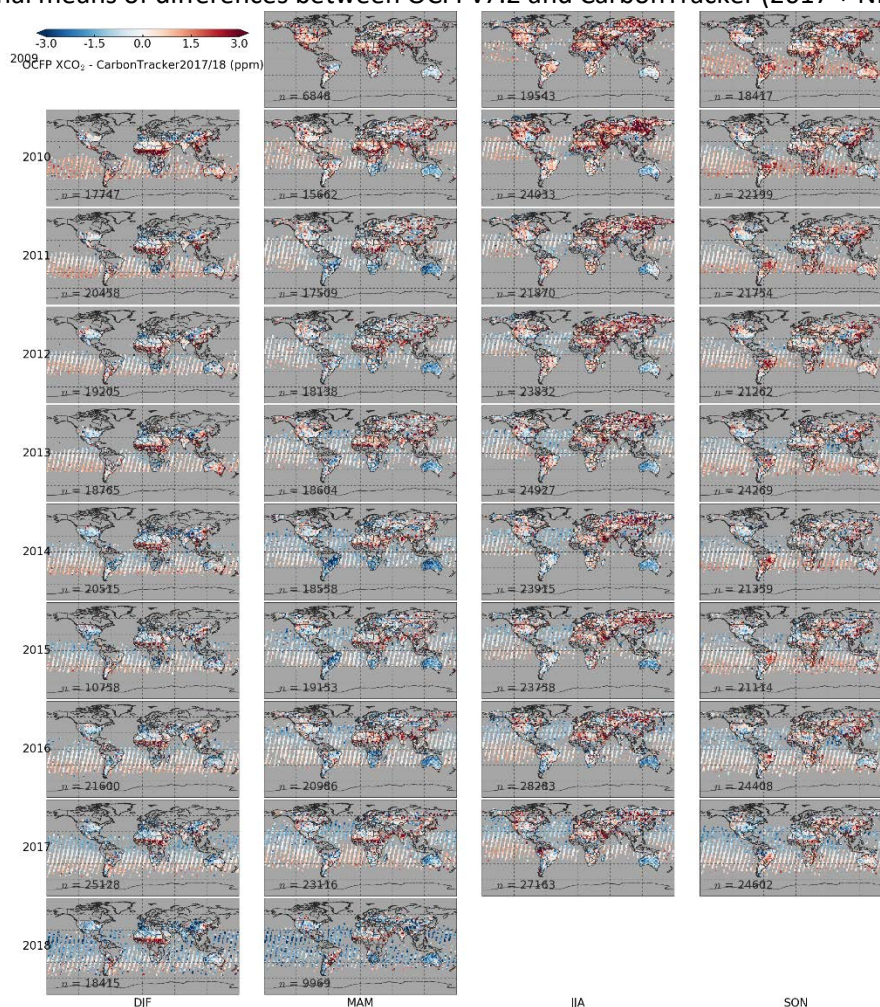 nal means of differences between OCFPv7.2 and CarbonTracker (2017 + N
-3.0 -1.5 0.0 1.5 3.0
OCFP XCO₂ - CarbonTracker2017/18 (ppm)
2009
n = 6848 n = 19543 n = 18417
2010
n = 17747 n = 15662 n = 24933 n = 22199
2011
n = 20458 n = 17509 n = 21870 n = 21754
2012
n = 19205 n = 18138 n = 23832 n = 21262
2013
n = 18765 n = 18604 n = 24927 n = 24269
2014
n = 20515 n = 18558 n = 23915 n = 21359
2015
n = 10758 n = 19153 n = 23758 n = 21114
2016
n = 21600 n = 20986 n = 28283 n = 24408
2017
n = 25128 n = 23116 n = 27163 n = 24602
2018
n = 18415 n = 9969
DJF MAM JJA SON